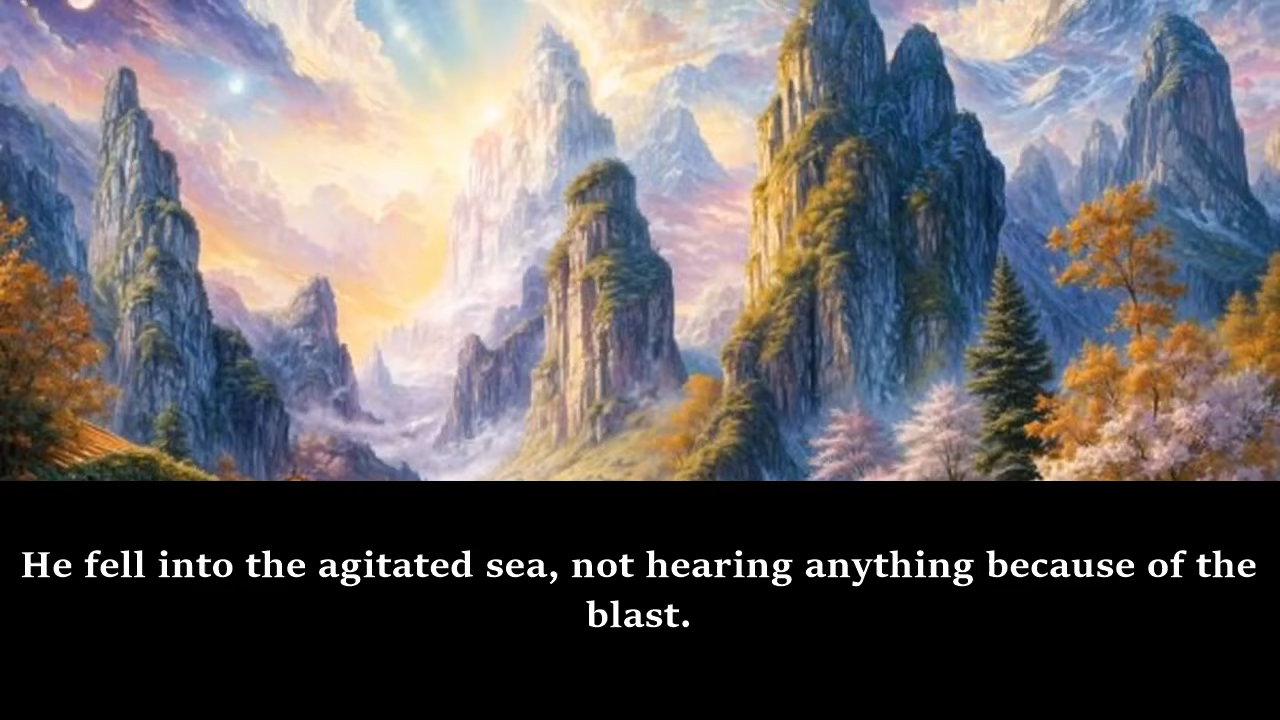 He fell into the agitated sea, not hearing anything because of the
blast.